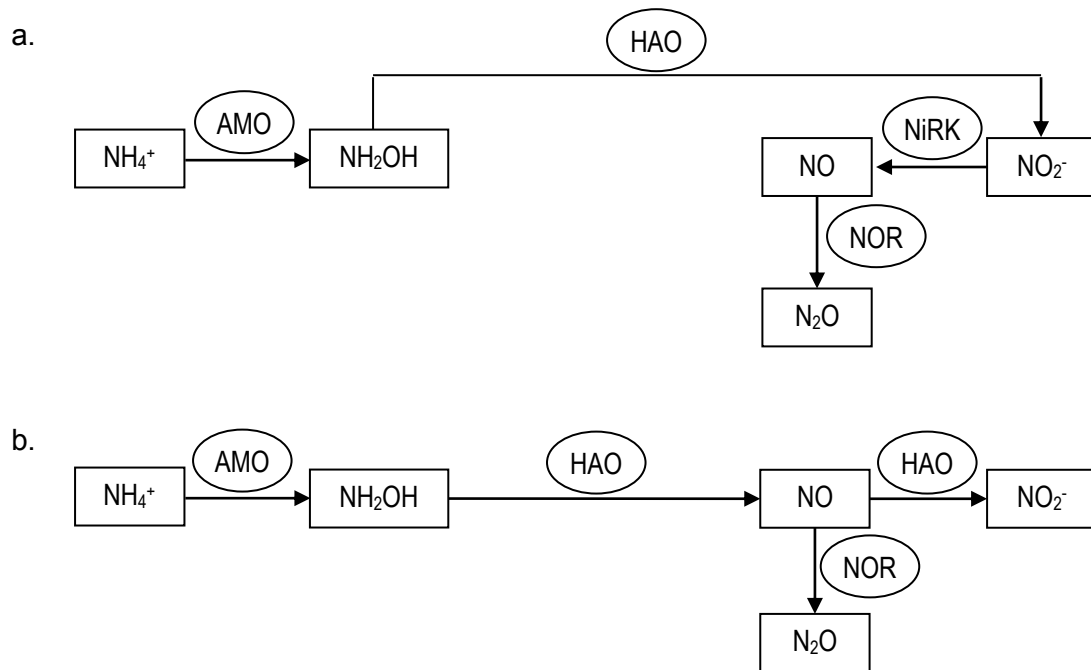 a.
HAO
AMO
NiRK
NH₄⁺
NH₂OH
NO
NO₂⁻
NOR
N₂O
b.
AMO
HAO
HAO
NH₄⁺
NH₂OH
NO
NO₂⁻
NOR
N₂O